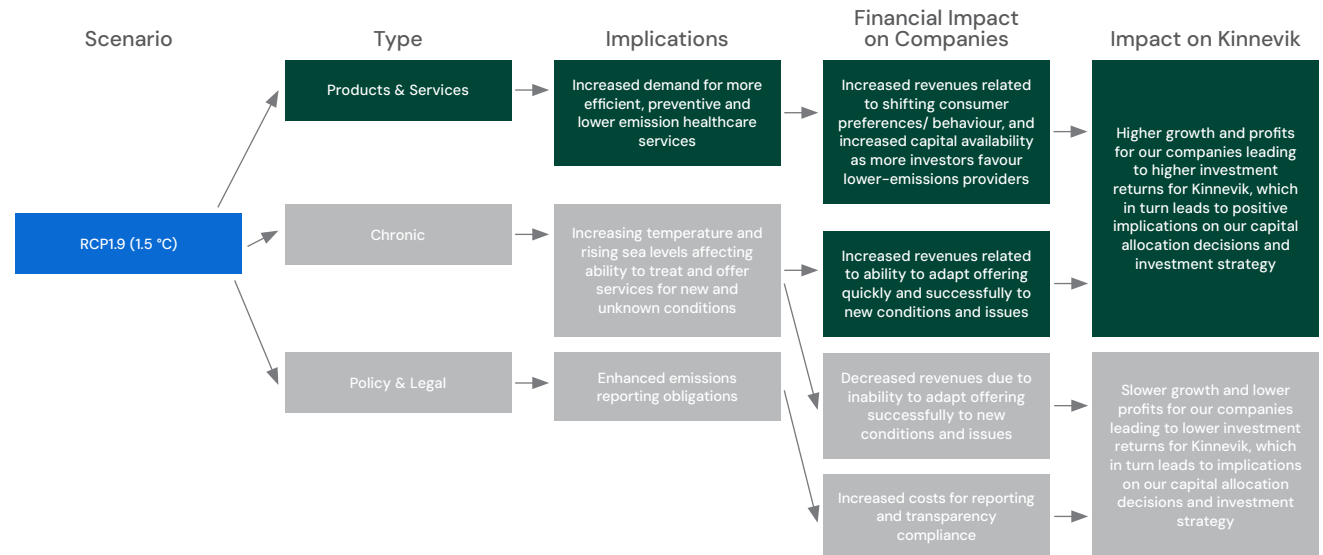 Scenario
Type
Implications
Financial Impact
on Companies
Impact on Kinnevik
RCP1.9 (1.5 °C)
Products & Services
Increased demand for more
efficient, preventive and
lower emission healthcare
services
Increased revenues related
to shifting consumer
preferences/ behaviour, and
increased capital availability
as more investors favour
lower-emissions providers
Higher growth and profits
for our companies leading
to higher investment
returns for Kinnevik, which
in turn leads to positive
implications on our capital
allocation decisions and
investment strategy
Chronic
Increasing temperature and
rising sea levels affecting
ability to treat and offer
services for new and
unknown conditions
Increased revenues related
to ability to adapt offering
quickly and successfully to
new conditions and issues
Policy & Legal
Enhanced emissions
reporting obligations
Decreased revenues due to
inability to adapt offering
successfully to new
conditions and issues
Slower growth and lower
profits for our companies
leading to lower investment
returns for Kinnevik, which
in turn leads to implications
on our capital allocation
decisions and investment
strategy
Increased costs for reporting
and transparency
compliance